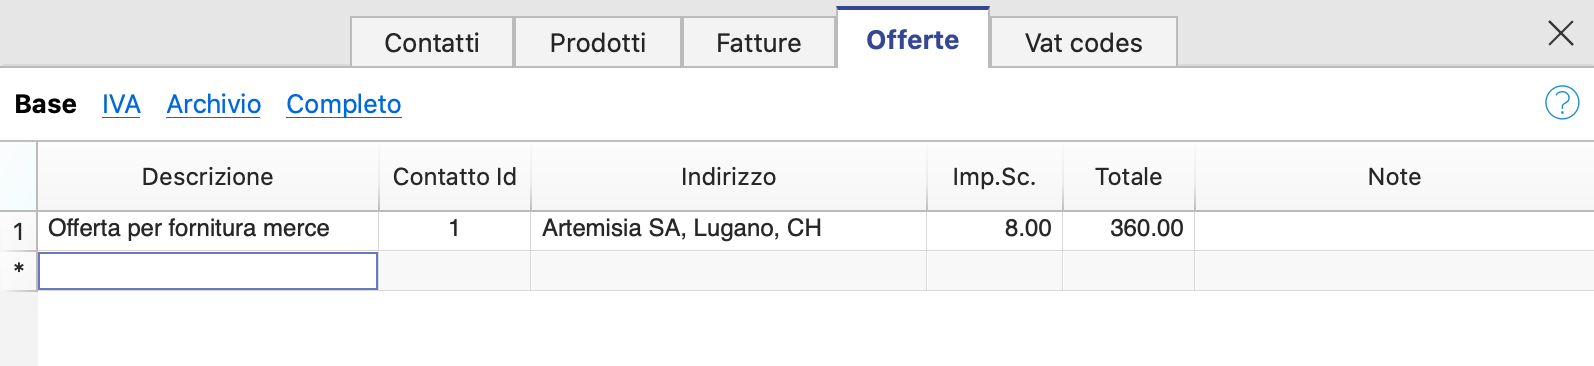 Contatti Prodotti Fatture Offerte Vat codes
Base IVA Archivio Completo ?
Descrizione Contatto Id Indirizzo Imp.Sc. Totale Note
1 Offerta per fornitura merce 1 Artemisia SA, Lugano, CH 8.00 360.00
*